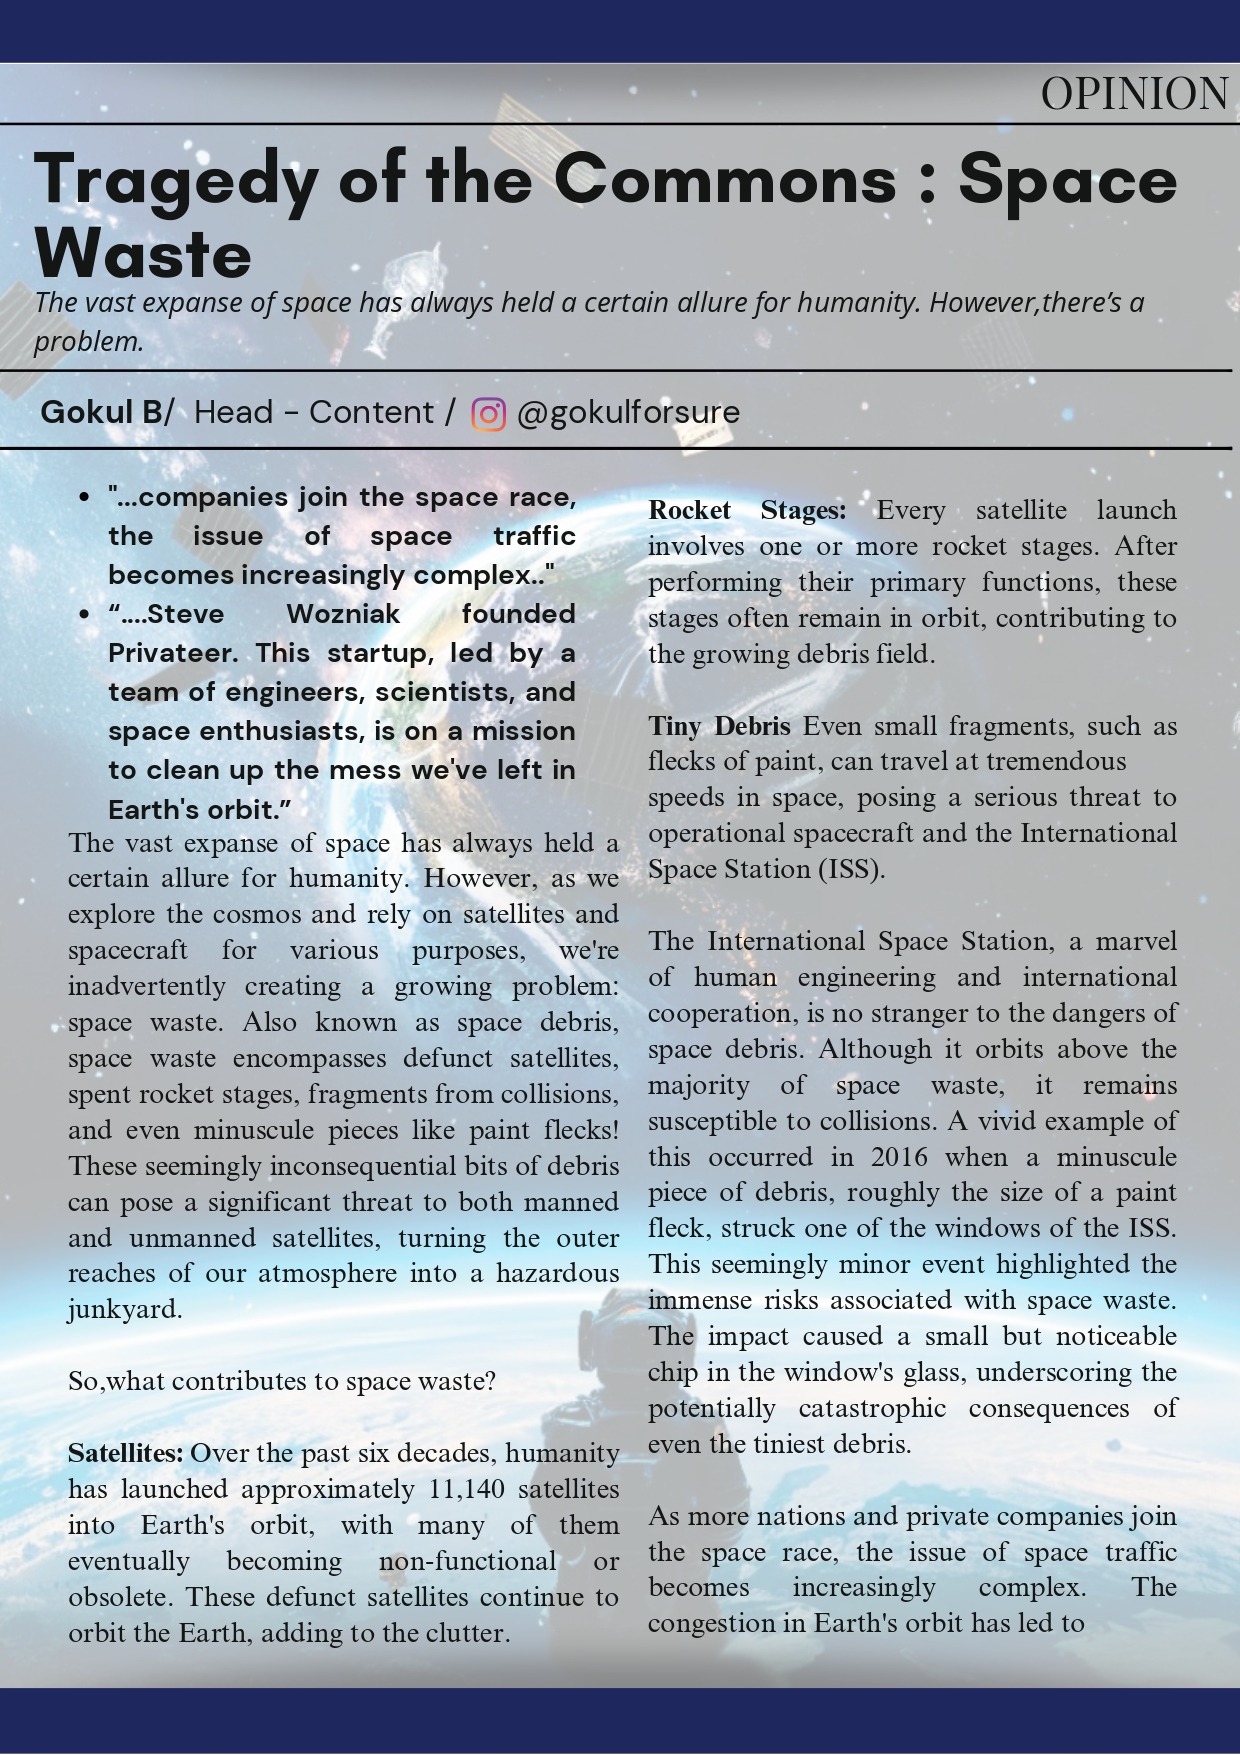 OPINION
Tragedy of the Commons : Space
Waste
The vast expanse of space has always held a certain allure for humanity. However,there’s a
problem.
Gokul B/ Head - Content / @gokulforsure
• "...companies join the space race,
the issue of space traffic
becomes increasingly complex.."
• “....Steve Wozniak founded
Privateer. This startup, led by a
team of engineers, scientists, and
space enthusiasts, is on a mission
to clean up the mess we've left in
Earth's orbit.”
The vast expanse of space has always held a
certain allure for humanity. However, as we
explore the cosmos and rely on satellites and
spacecraft for various purposes, we're
inadvertently creating a growing problem:
space waste. Also known as space debris,
space waste encompasses defunct satellites,
spent rocket stages, fragments from collisions,
and even minuscule pieces like paint flecks!
These seemingly inconsequential bits of debris
can pose a significant threat to both manned
and unmanned satellites, turning the outer
reaches of our atmosphere into a hazardous
junkyard.
So,what contributes to space waste?
Satellites: Over the past six decades, humanity
has launched approximately 11,140 satellites
into Earth's orbit, with many of them
eventually becoming non-functional or
obsolete. These defunct satellites continue to
orbit the Earth, adding to the clutter.
Rocket Stages: Every satellite launch
involves one or more rocket stages. After
performing their primary functions, these
stages often remain in orbit, contributing to
the growing debris field.
Tiny Debris Even small fragments, such as
flecks of paint, can travel at tremendous
speeds in space, posing a serious threat to
operational spacecraft and the International
Space Station (ISS).
The International Space Station, a marvel
of human engineering and international
cooperation, is no stranger to the dangers of
space debris. Although it orbits above the
majority of space waste, it remains
susceptible to collisions. A vivid example of
this occurred in 2016 when a minuscule
piece of debris, roughly the size of a paint
fleck, struck one of the windows of the ISS.
This seemingly minor event highlighted the
immense risks associated with space waste.
The impact caused a small but noticeable
chip in the window's glass, underscoring the
potentially catastrophic consequences of
even the tiniest debris.
As more nations and private companies join
the space race, the issue of space traffic
becomes increasingly complex. The
congestion in Earth's orbit has led to